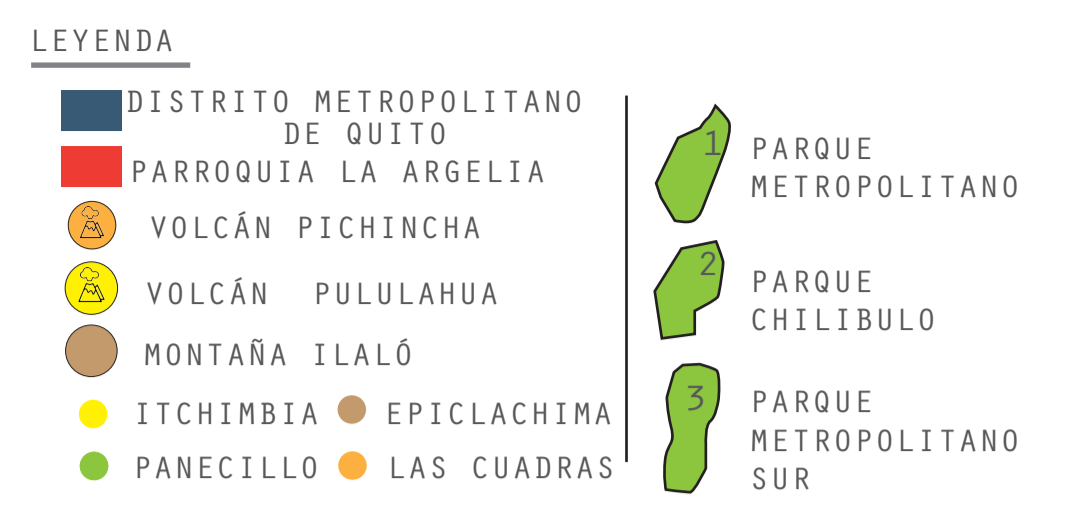 LEYENDA
DISTRITO METROPOLITANO
DE QUITO
PARROQUIA LA ARGELIA
VOLCÁN PICHINCHA
VOLCÁN PULULAHUA
MONTAÑA ILALÓ
ITCHIMBIA
EPICLACHIMA
PANECILLO
LAS CUADRAS
1
PARQUE
METROPOLITANO
2
PARQUE
CHILIBULO
3
PARQUE
METROPOLITANO
SUR